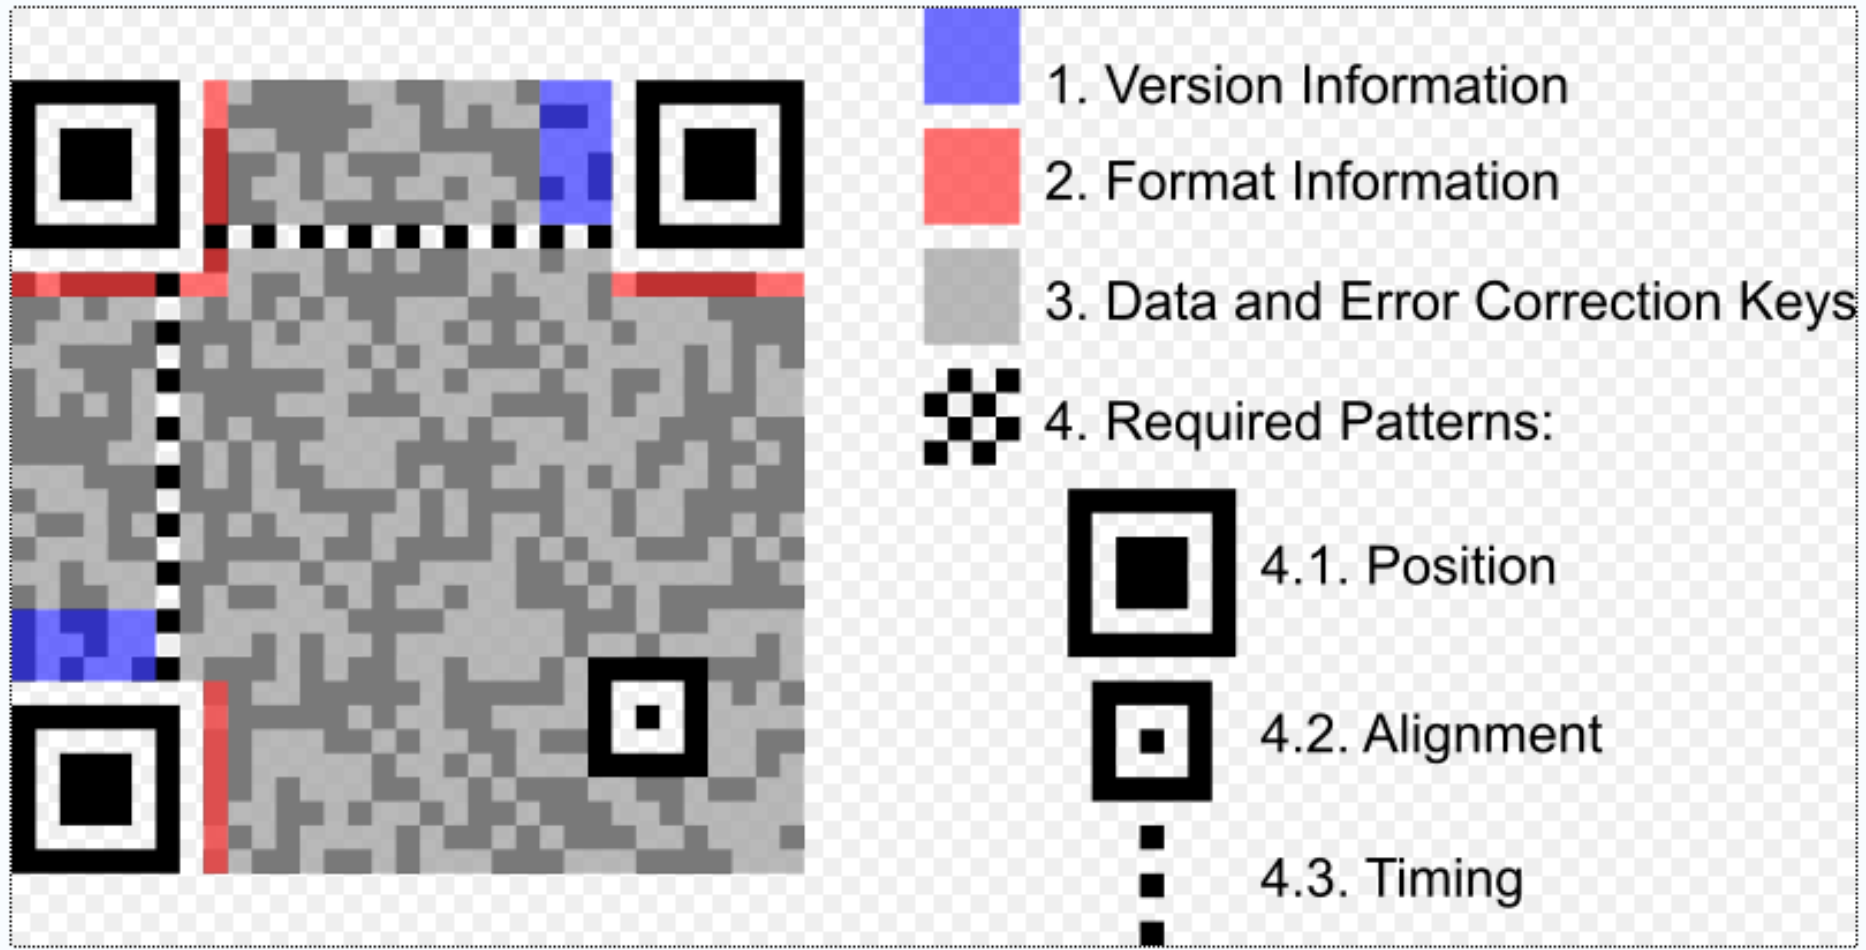 1. Version Information
2. Format Information
3. Data and Error Correction Keys
4. Required Patterns:
4.1. Position
4.2. Alignment
4.3. Timing